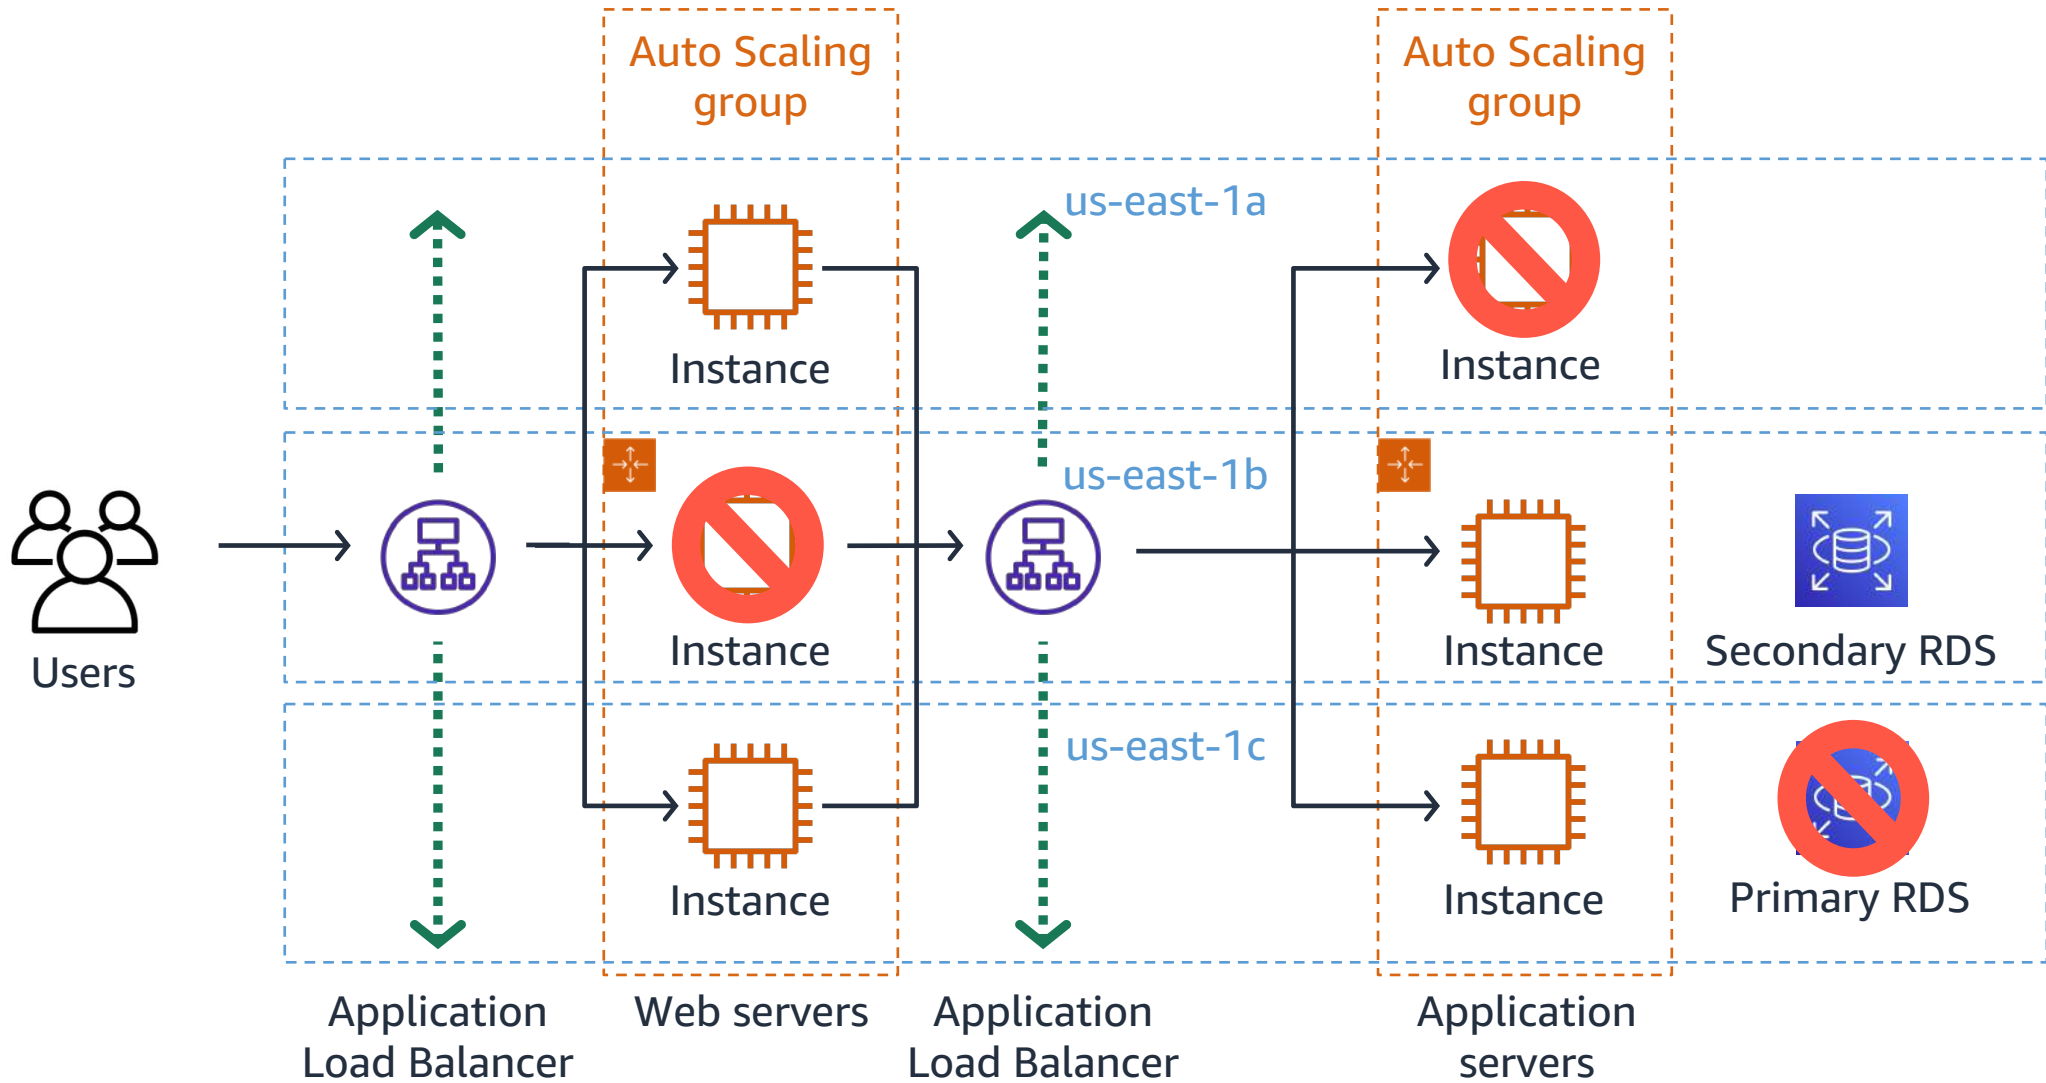 Auto Scaling
group
Auto Scaling
group
us-east-1a
Instance
Instance
us-east-1b
Users
Instance
Instance
Secondary RDS
us-east-1c
Instance
Instance
Primary RDS
Application
Load Balancer
Web servers
Application
Load Balancer
Application
servers